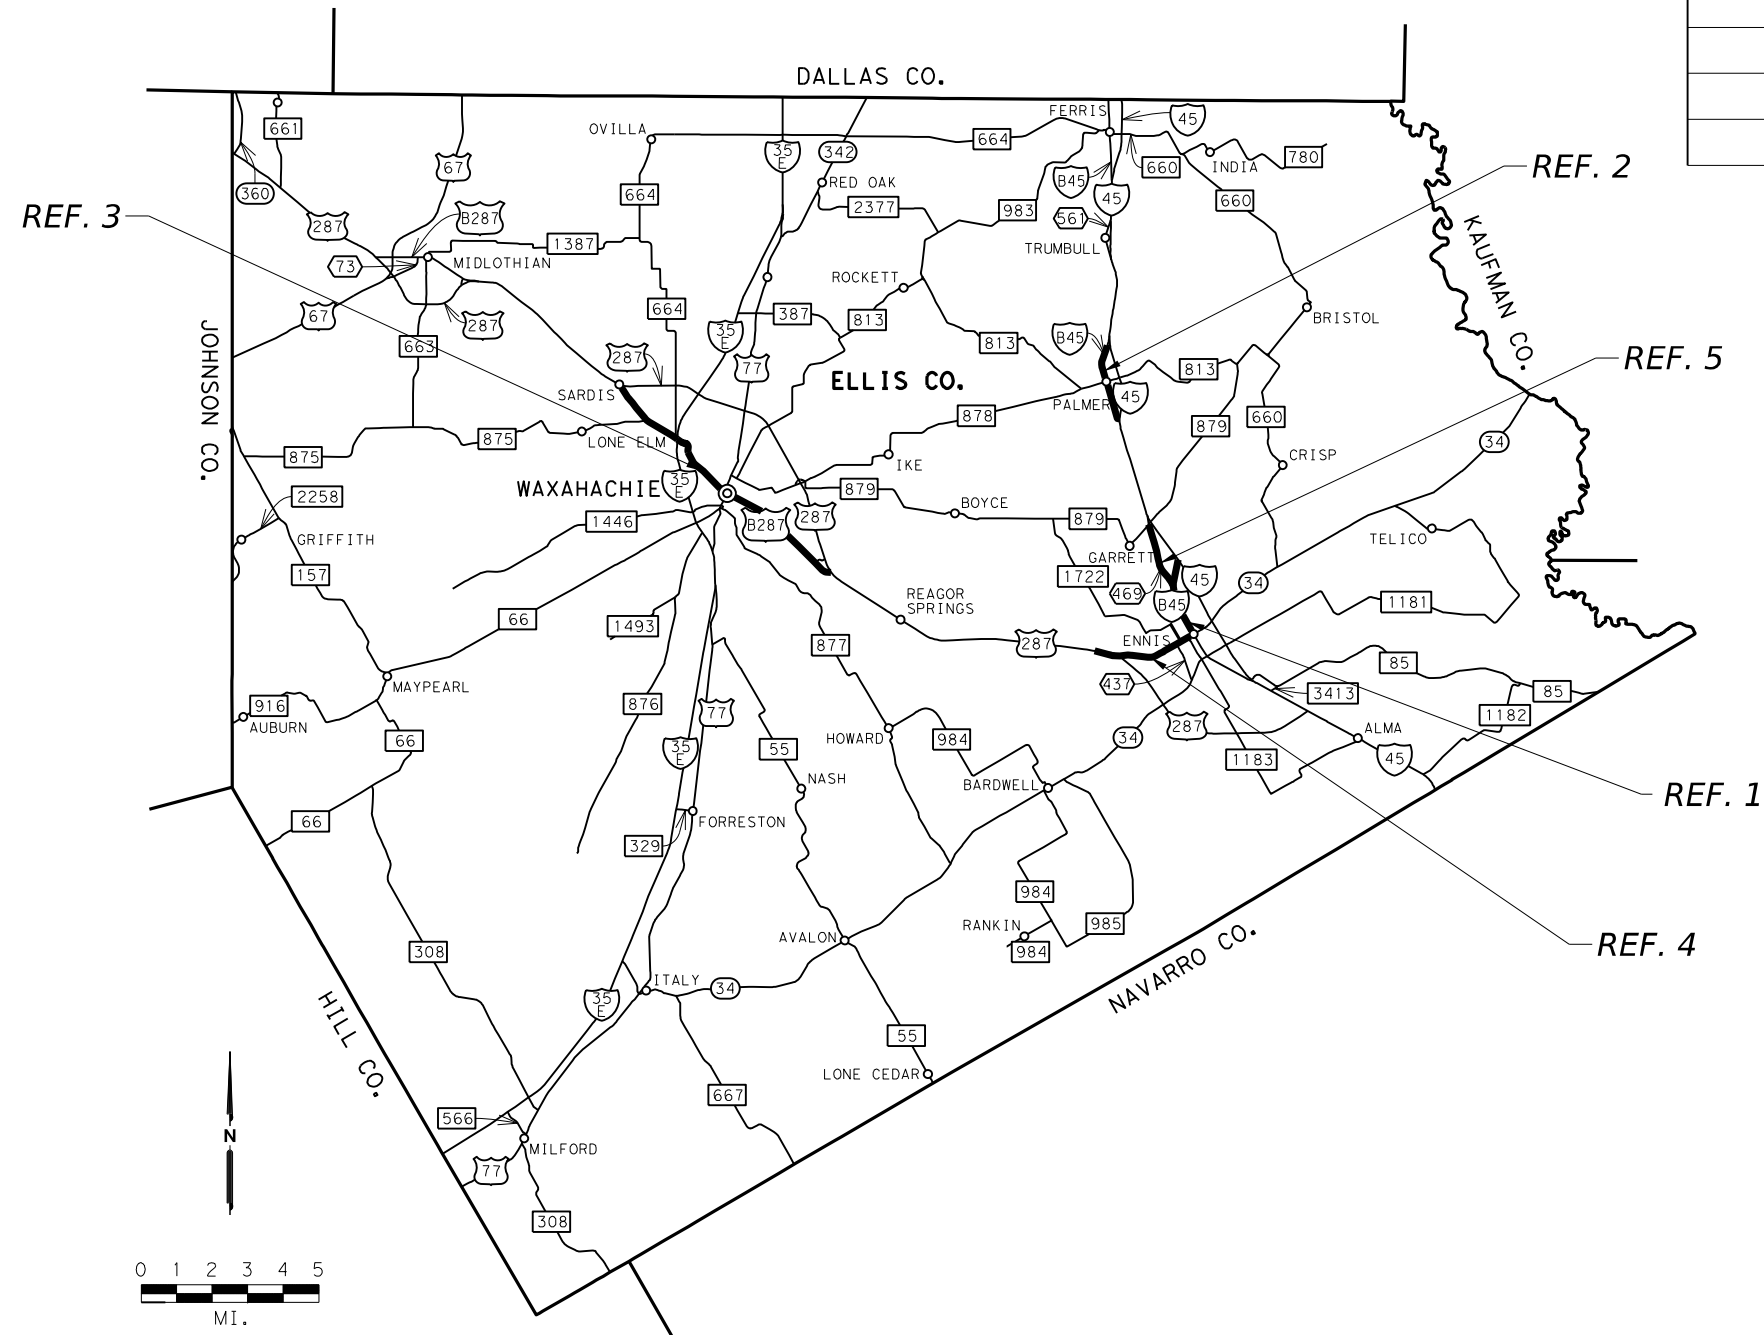 DALLAS CO.
FERRIS
45
661
OVILLA
664
35
E
342
67
660
INDIA
780
REF. 2
360
RED OAK
B45
45
664
2377
983
660
REF. 3
287
B287
561
KAUFMAN CO.
1387
TRUMBULL
73
MIDLOTHIAN
ROCKETT
664
387
813
BRISTOL
67
287
35
E
B45
JOHNSON CO.
663
287
77
813
813
REF. 5
SARDIS
ELLIS CO.
PALMER
45
878
879
660
875
875
LONE ELM
34
IKE
CRISP
WAXAHACHIE
35
E
879
2258
BOYCE
1446
B287
287
879
GRIFFITH
TELICO
GARRETT
157
1722
45
34
469
REAGOR
SPRINGS
B45
1181
66
1493
877
287
ENNIS
85
MAYPEARL
437
3413
85
916
876
77
AUBURN
287
1182
66
HOWARD
984
34
ALMA
35
E
55
1183
45
NASH
BARDWELL
REF. 1
66
FORRESTON
329
984
985
RANKIN
984
AVALON
REF. 4
308
NAVARRO CO.
ITALY
34
35
E
HILL CO.
55
LONE CEDAR
667
566
N
MILFORD
77
308
0 1 2 3 4 5
MI.